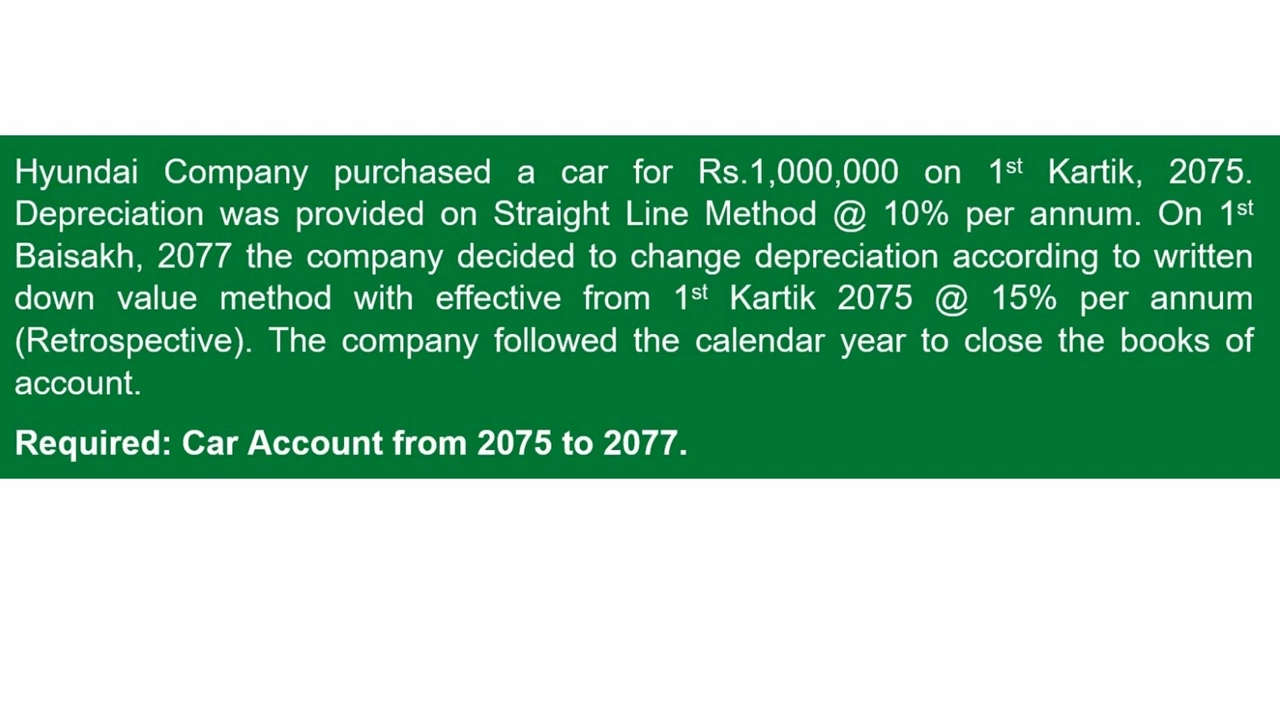 Hyundai Company purchased a car for Rs.1,000,000 on 1st Kartik, 2075.
Depreciation was provided on Straight Line Method @ 10% per annum. On 1st
Baisakh, 2077 the company decided to change depreciation according to written
down value method with effective from 1st Kartik 2075 @ 15% per annum
(Retrospective). The company followed the calendar year to close the books of
account.
Required: Car Account from 2075 to 2077.